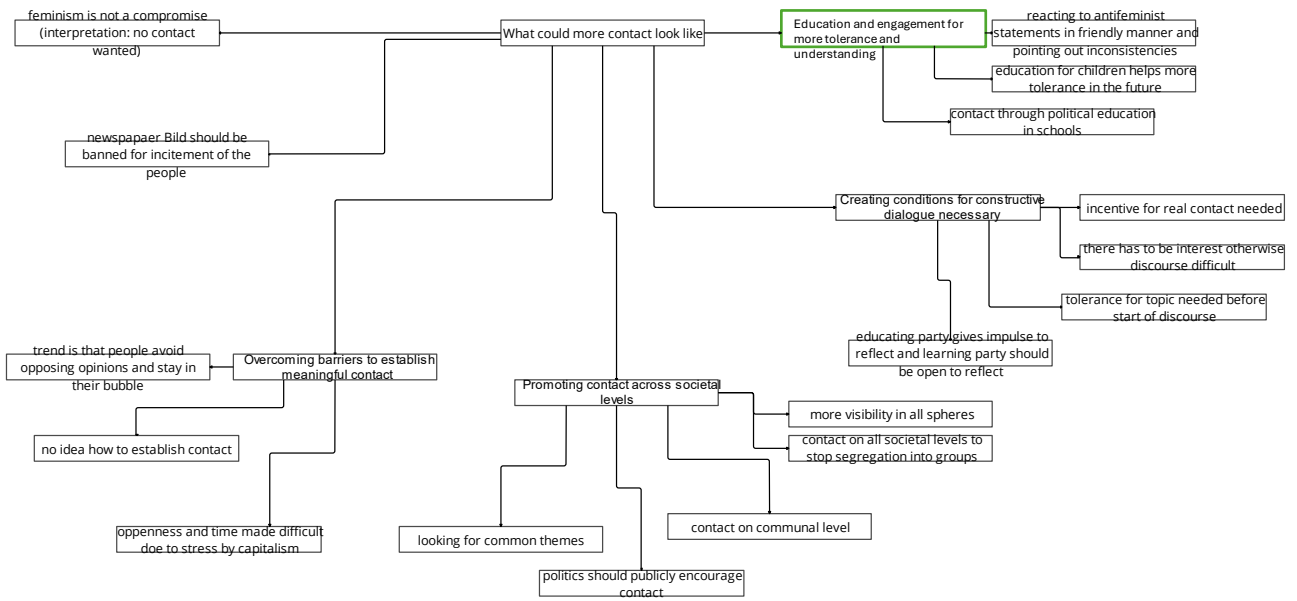 feminism is not a compromise
(interpretation: no contact
wanted)
What could more contact look like
Education and engagement for
more tolerance and
understanding
reacting to antifeminist
statements in friendly manner and
pointing out inconsistencies
education for children helps more
tolerance in the future
contact through political education
in schools
newspapaer Bild should be
banned for incitement of the
people
Creating conditions for constructive
dialogue necessary
incentive for real contact needed
there has to be interest otherwise
discourse difficult
tolerance for topic needed before
start of discourse
educating party gives impulse to
reflect and learning party should
be open to reflect
trend is that people avoid
opposing opinions and stay in
their bubble
Overcoming barriers to establish
meaningful contact
no idea how to establish contact
oppenness and time made difficult
doe to stress by capitalism
Promoting contact across societal
levels
more visibility in all spheres
contact on all societal levels to
stop segregation into groups
looking for common themes
contact on communal level
politics should publicly encourage
contact